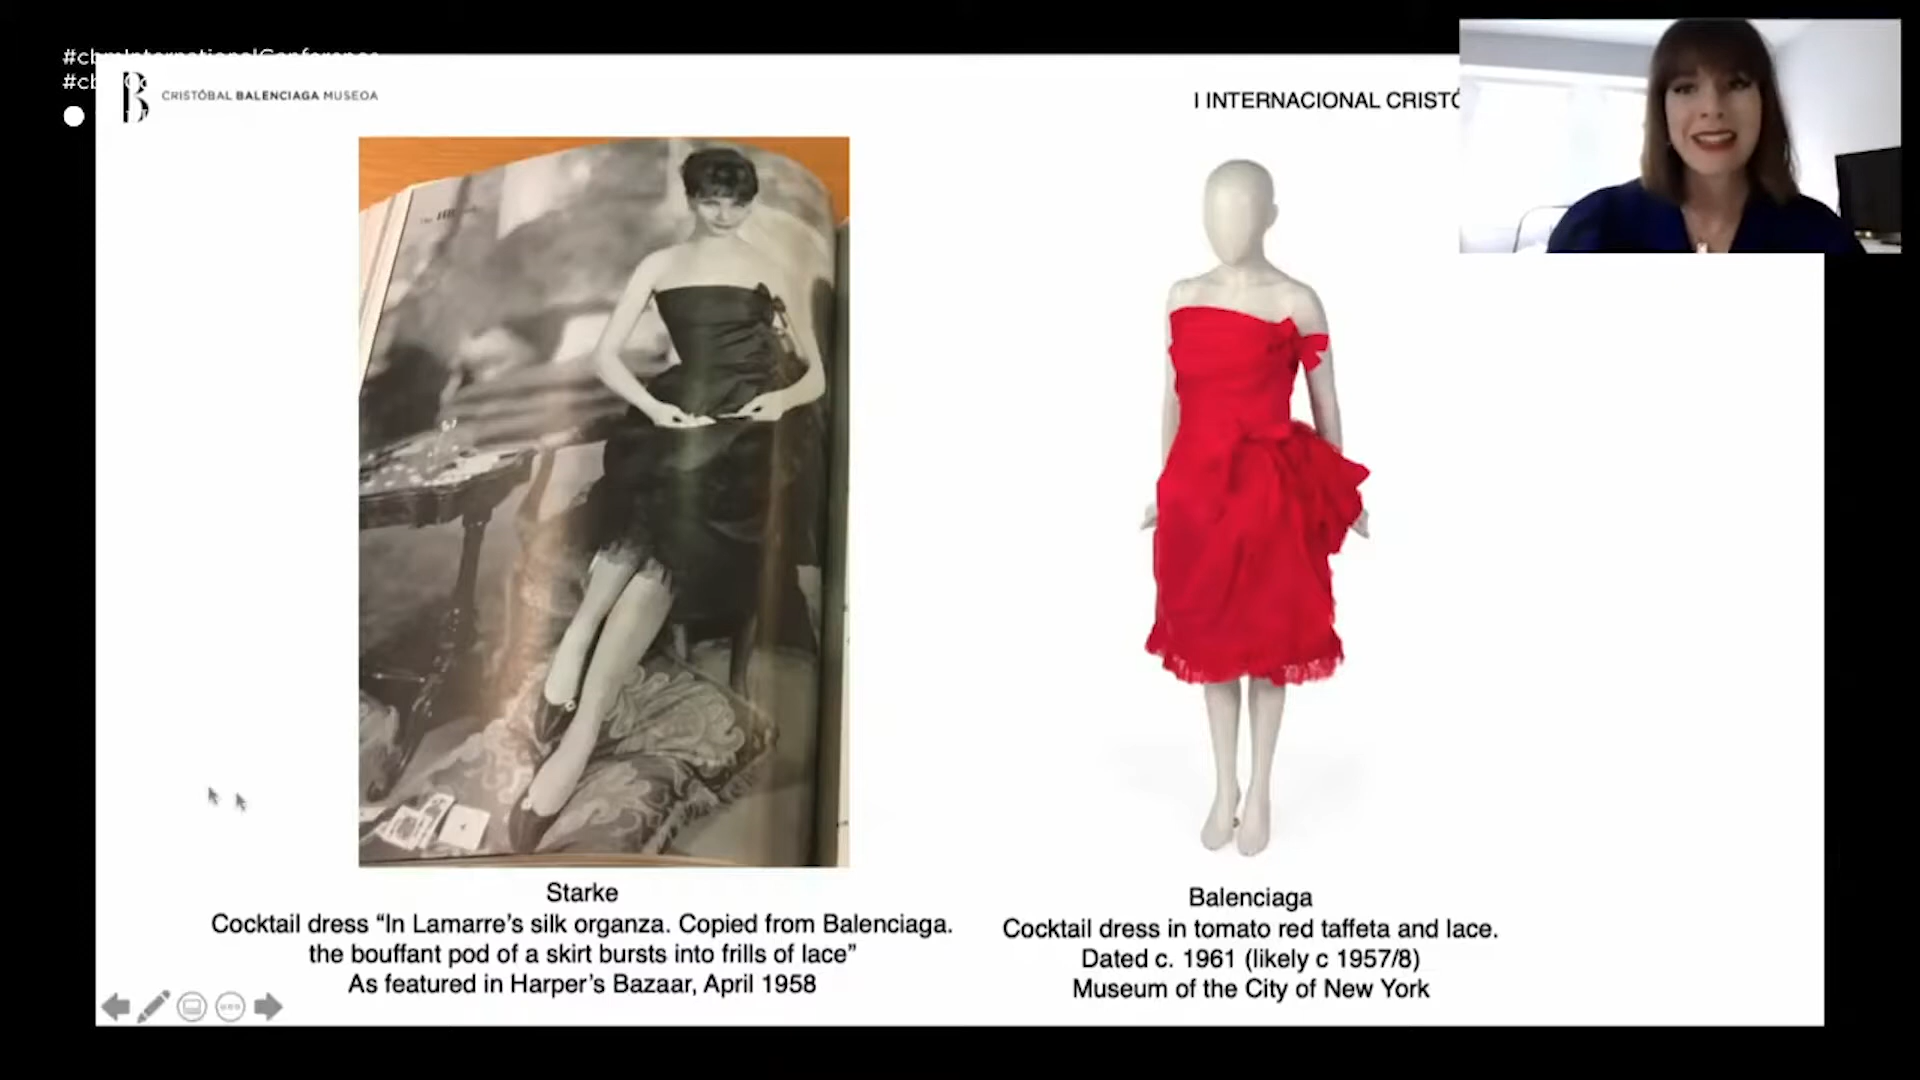 CRISTÓBAL BALENCIAGA MUSEOA
I INTERNACIONAL CRISTÓ
Starke
Cocktail dress “In Lamarre’s silk organza. Copied from Balenciaga.
the bouffant pod of a skirt bursts into frills of lace”
As featured in Harper’s Bazaar, April 1958
Balenciaga
Cocktail dress in tomato red taffeta and lace.
Dated c. 1961 (likely c 1957/8)
Museum of the City of New York